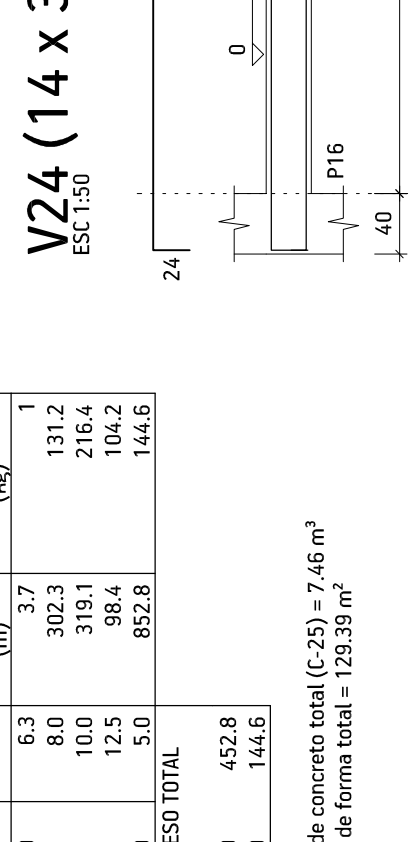 V24 (14 x
ESC 1:50
24
0
P16
40
6.3 3.7 1
8.0 302.3 131.2
10.0 319.1 216.4
12.5 98.4 104.2
5.0 852.8 144.6
ESO TOTAL
452.8
144.6
de concreto total (C-25) = 7.46 m³
de forma total = 129.39 m²